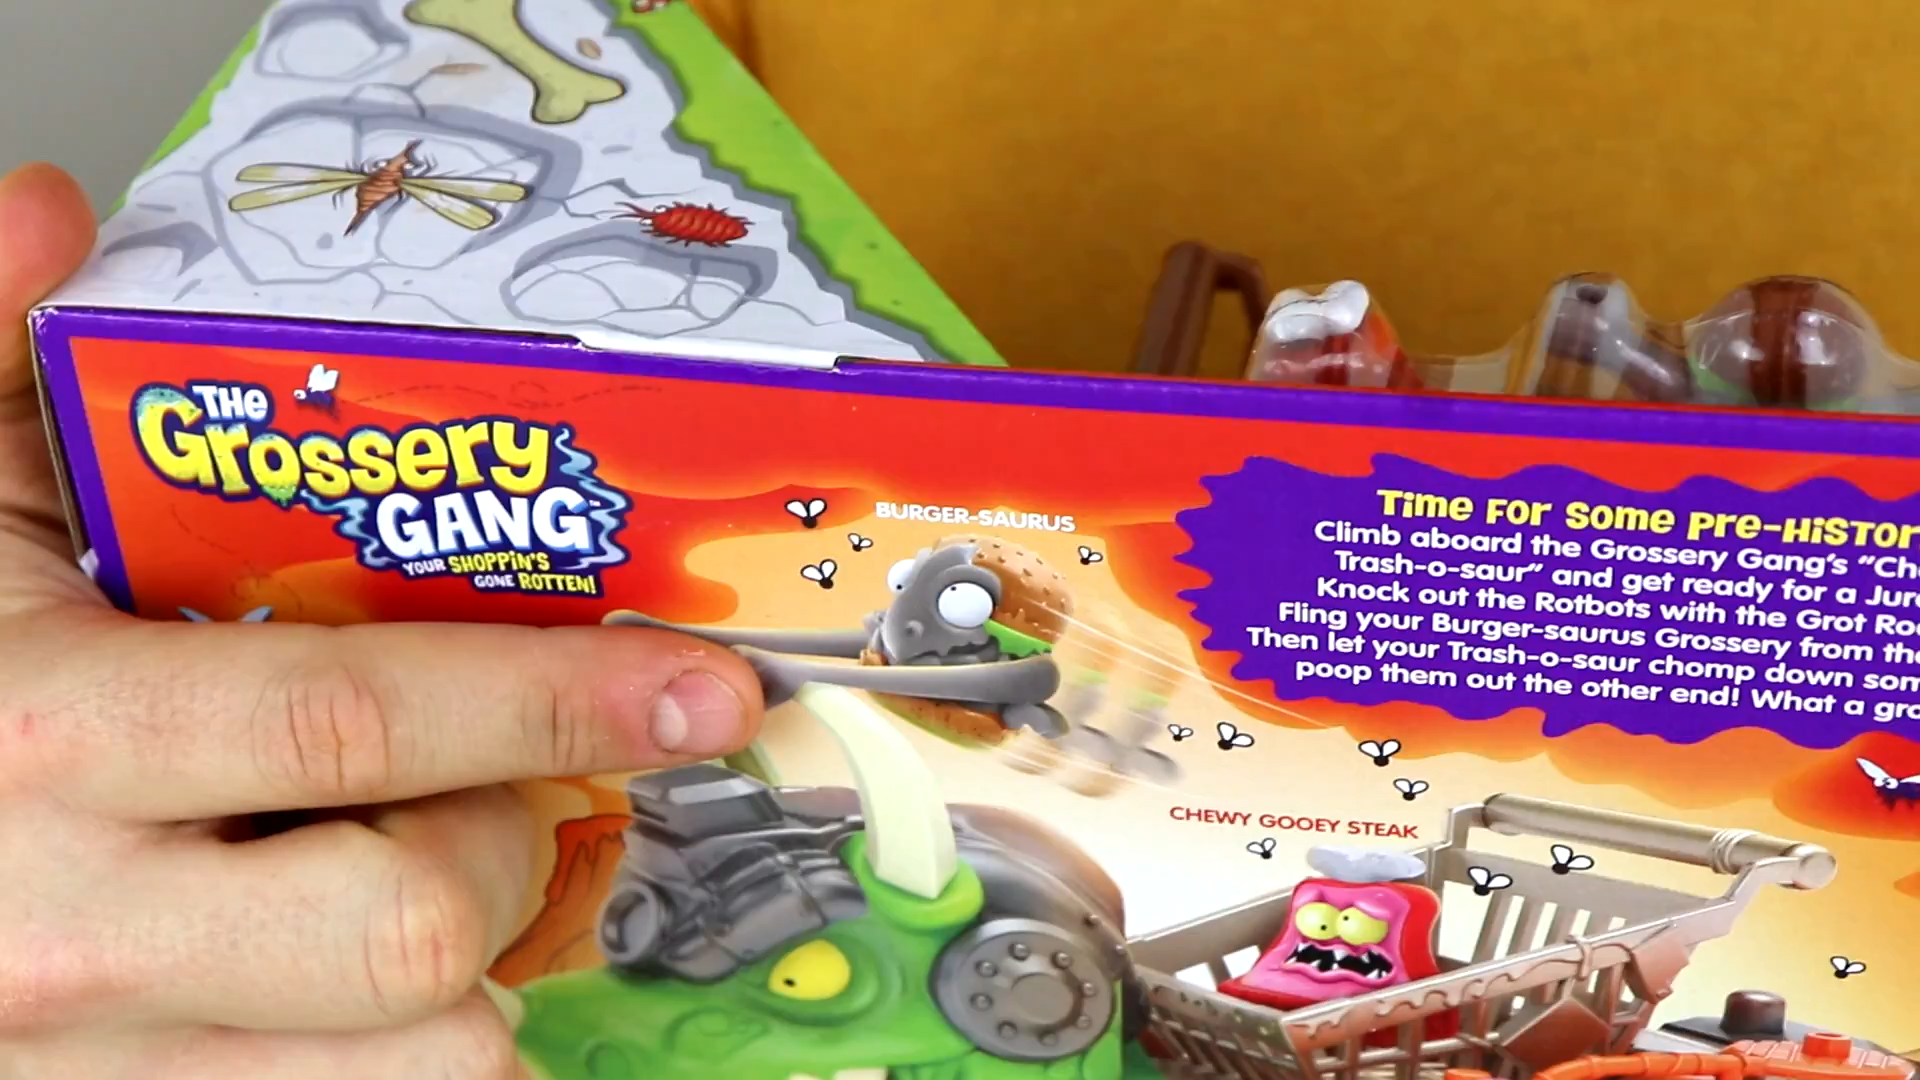 THE
GROSSERY
GANG™
YOUR SHOPPIN'S
GONE ROTTEN!
BURGER-SAURUS
TIME FOR SOME PRE-HISTOR
Climb aboard the Grossery Gang's "Ch
Trash-o-saur" and get ready for a Jur
Knock out the Rotbots with the Grot Ro
Fling your Burger-saurus Grossery from th
Then let your Trash-o-saur chomp down som
poop them out the other end! What a gro
CHEWY GOOEY STEAK